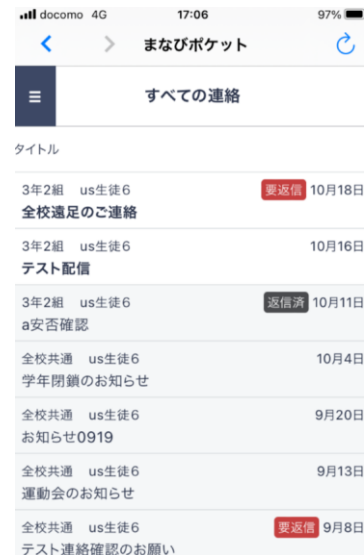 docomo 4G 17:06 97%
まなびポケット
すべての連絡
タイトル
3年2組 us生徒6 要返信 10月18日
全校遠足のご連絡
3年2組 us生徒6 10月16日
テスト配信
3年2組 us生徒6 返信済 10月11日
a安否確認
全校共通 us生徒6 10月4日
学年閉鎖のお知らせ
全校共通 us生徒6 9月20日
お知らせ0919
全校共通 us生徒6 9月13日
運動会のお知らせ
全校共通 us生徒6 要返信 9月8日
テスト連絡確認のお願い